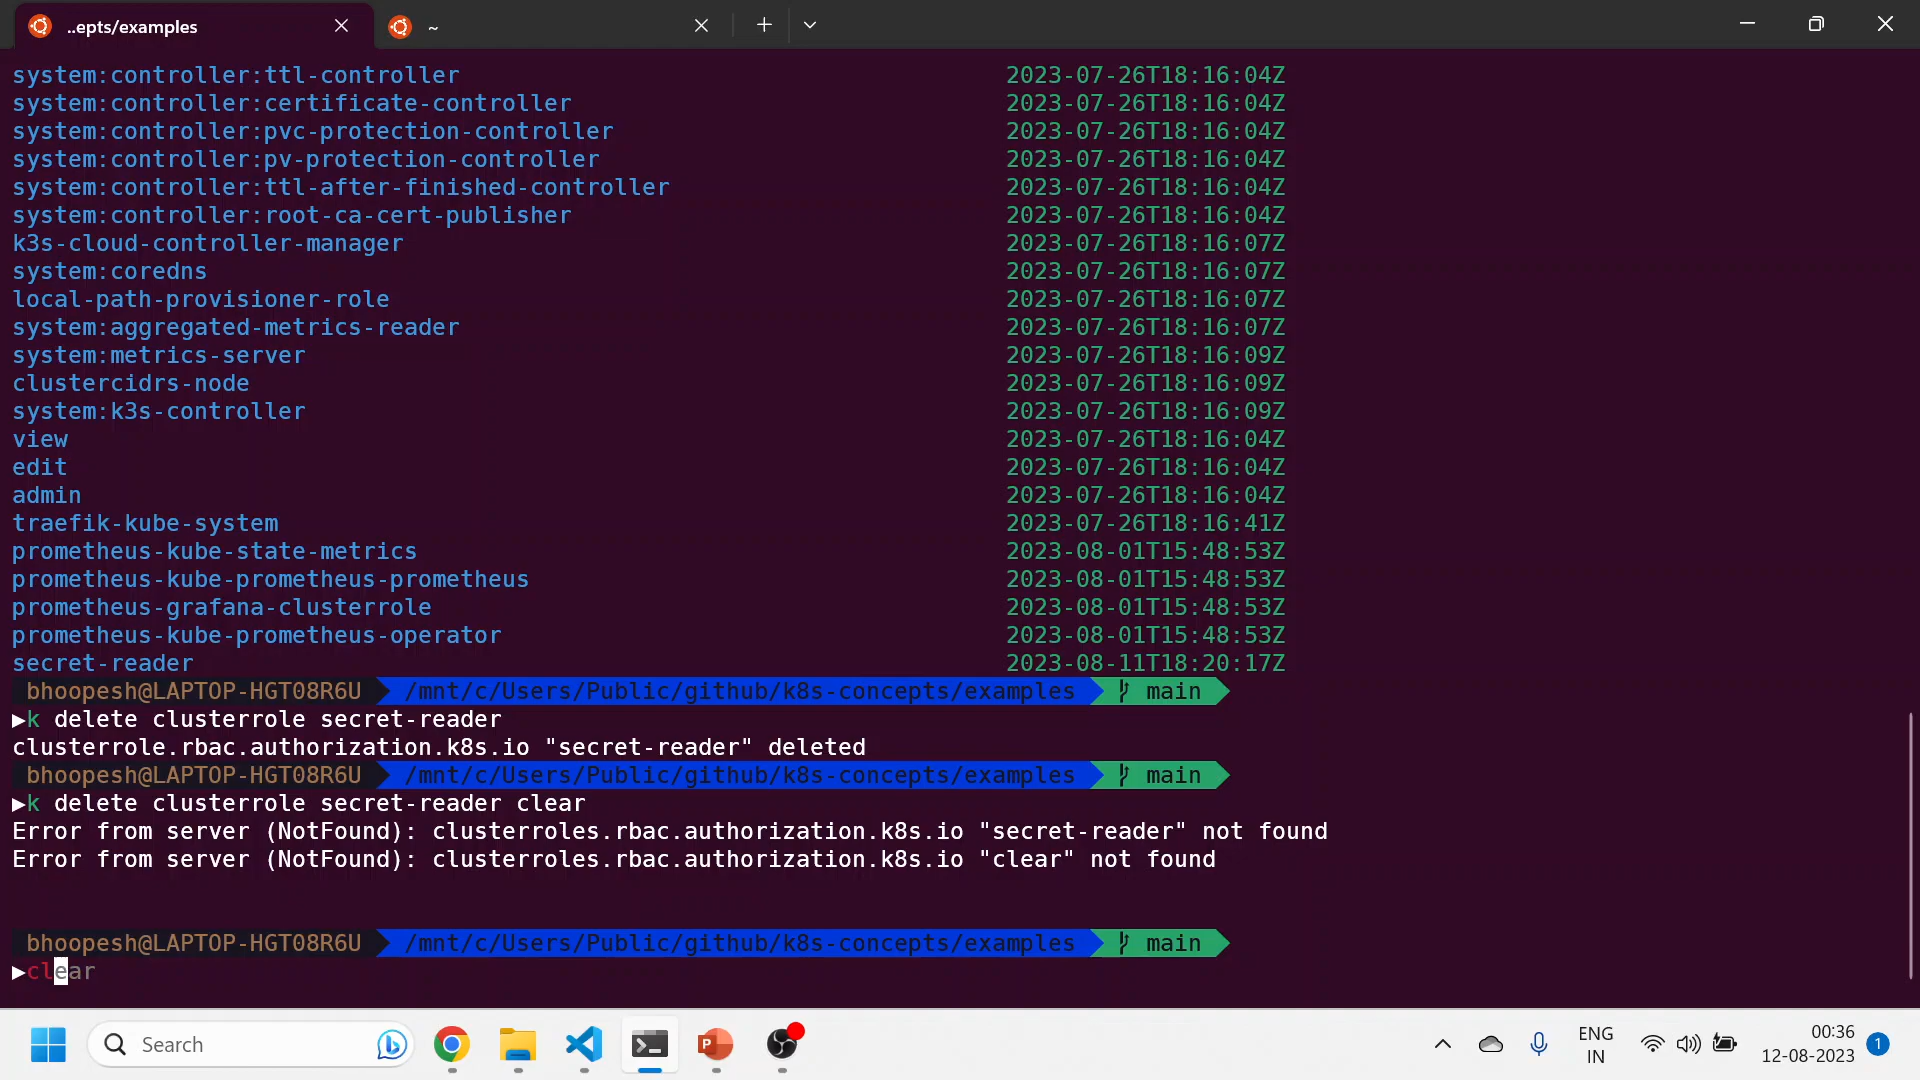 ..epts/examples
~
system:controller:ttl-controller 2023-07-26T18:16:04Z
system:controller:certificate-controller 2023-07-26T18:16:04Z
system:controller:pvc-protection-controller 2023-07-26T18:16:04Z
system:controller:pv-protection-controller 2023-07-26T18:16:04Z
system:controller:ttl-after-finished-controller 2023-07-26T18:16:04Z
system:controller:root-ca-cert-publisher 2023-07-26T18:16:04Z
k3s-cloud-controller-manager 2023-07-26T18:16:07Z
system:coredns 2023-07-26T18:16:07Z
local-path-provisioner-role 2023-07-26T18:16:07Z
system:aggregated-metrics-reader 2023-07-26T18:16:07Z
system:metrics-server 2023-07-26T18:16:09Z
clustercidrs-node 2023-07-26T18:16:09Z
system:k3s-controller 2023-07-26T18:16:09Z
view 2023-07-26T18:16:04Z
edit 2023-07-26T18:16:04Z
admin 2023-07-26T18:16:04Z
traefik-kube-system 2023-07-26T18:16:41Z
prometheus-kube-state-metrics 2023-08-01T15:48:53Z
prometheus-kube-prometheus-prometheus 2023-08-01T15:48:53Z
prometheus-grafana-clusterrole 2023-08-01T15:48:53Z
prometheus-kube-prometheus-operator 2023-08-01T15:48:53Z
secret-reader 2023-08-11T18:20:17Z
bhoopesh@LAPTOP-HGT08R6U /mnt/c/Users/Public/github/k8s-concepts/examples main
▶k delete clusterrole secret-reader
clusterrole.rbac.authorization.k8s.io "secret-reader" deleted
bhoopesh@LAPTOP-HGT08R6U /mnt/c/Users/Public/github/k8s-concepts/examples main
▶k delete clusterrole secret-reader clear
Error from server (NotFound): clusterroles.rbac.authorization.k8s.io "secret-reader" not found
Error from server (NotFound): clusterroles.rbac.authorization.k8s.io "clear" not found
bhoopesh@LAPTOP-HGT08R6U /mnt/c/Users/Public/github/k8s-concepts/examples main
▶clear
Search
P
ENG
IN
00:36
12-08-2023
1